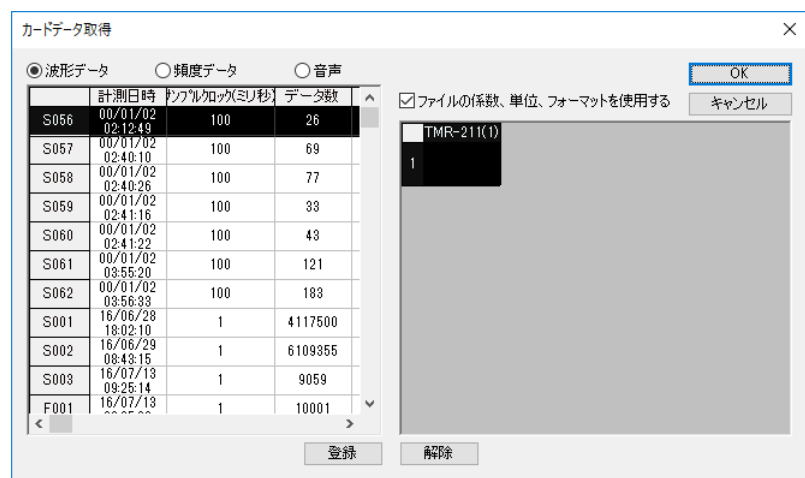 カードデータ取得
波形データ 頻度データ 音声
OK
ファイルの係数、単位、フォーマットを使用する キャンセル
計測日時 ｻﾝﾌﾟﾙｸﾛｯｸ(ミリ秒) データ数
S056 00/01/02 02:12:49 100 26
S057 00/01/02 02:40:10 100 69
S058 00/01/02 02:40:26 100 77
S059 00/01/02 02:41:16 100 33
S060 00/01/02 02:41:22 100 43
S061 00/01/02 03:55:20 100 121
S062 00/01/02 03:56:33 100 183
S001 16/06/28 18:02:10 1 4117500
S002 16/06/29 08:43:15 1 6109355
S003 16/07/13 09:25:14 1 9059
F001 16/07/13 1 10001
TMR-211(1)
1
登録 解除